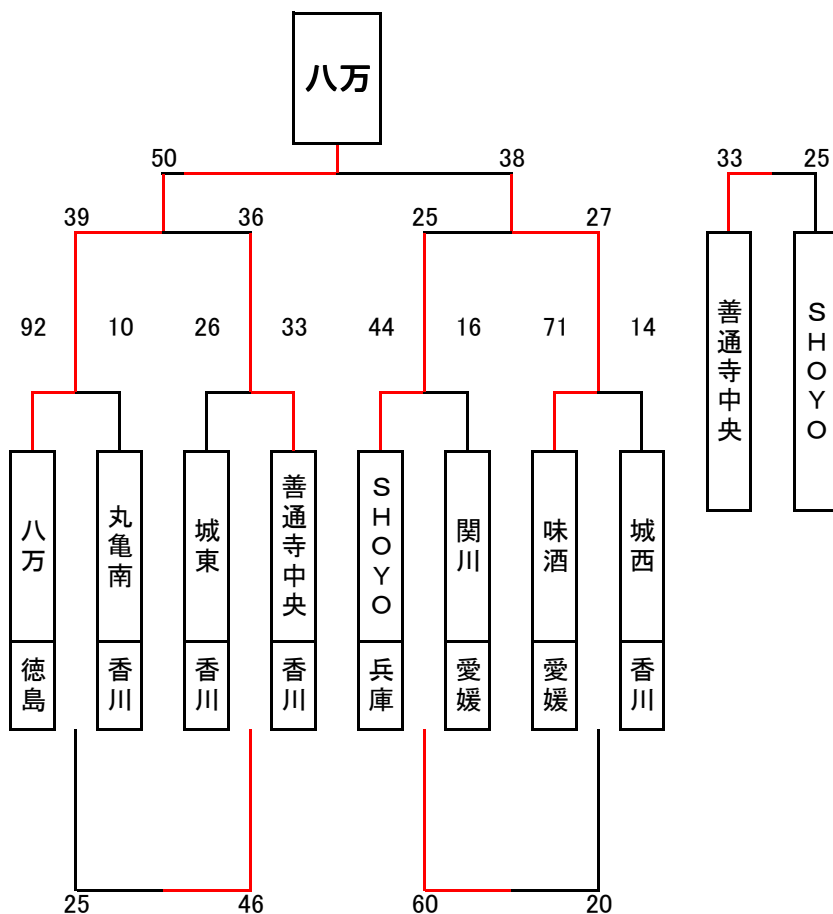 八万
50 38 33 25
39 36 25 27
92 10 26 33 44 16 71 14
善通寺中央
SHOYO
八万
丸亀南
城東
善通寺中央
SHOYO
関川
味酒
城西
徳島
香川
香川
香川
兵庫
愛媛
愛媛
香川
25 46 60 20